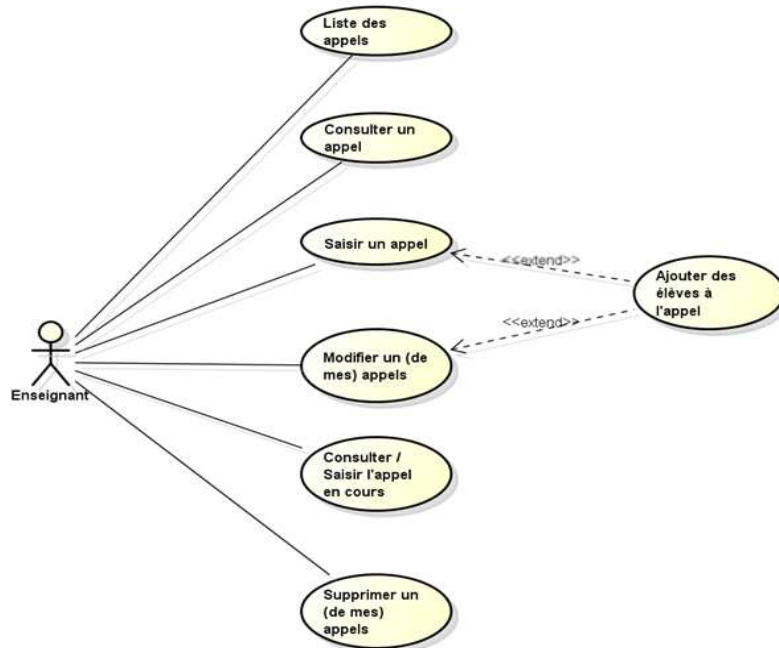 Liste des
appels
Consulter un
appel
Saisir un appel
<<extend>>
Ajouter des
élèves à
l'appel
<<extend>>
Modifier un (de
mes) appels
Enseignant
Consulter /
Saisir l'appel
en cours
Supprimer un
(de mes)
appels